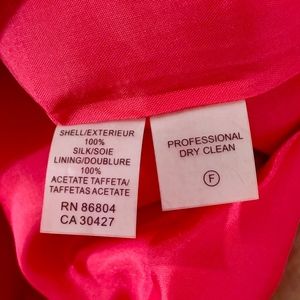 SHELL/EXTERIEUR
100%
SILK/SOIE
LINING/DOUBLURE
100%
ACETATE TAFFETA/
TAFFETAS ACETATE
RN 86804
CA 30427
PROFESSIONAL
DRY CLEAN
F